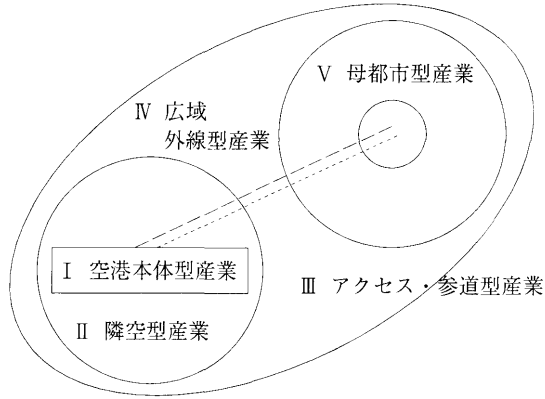 Ⅴ 母都市型産業
Ⅳ 広域
外線型産業
Ⅰ 空港本体型産業
Ⅲ アクセス・参道型産業
Ⅱ 隣空型産業